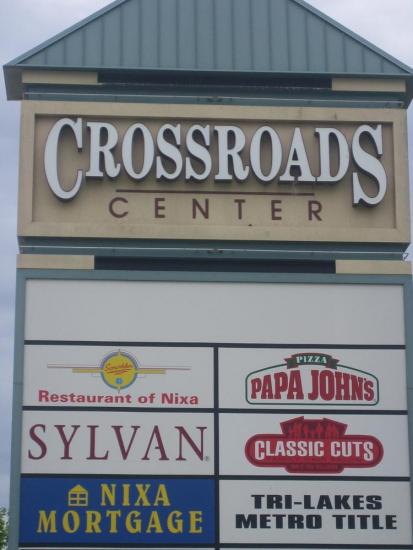 CROSSROADS
CENTER
Restaurant of Nixa
PIZZA
PAPA JOHN'S
SYLVAN
CLASSIC CUTS
NIXA
MORTGAGE
TRI-LAKES
METRO TITLE